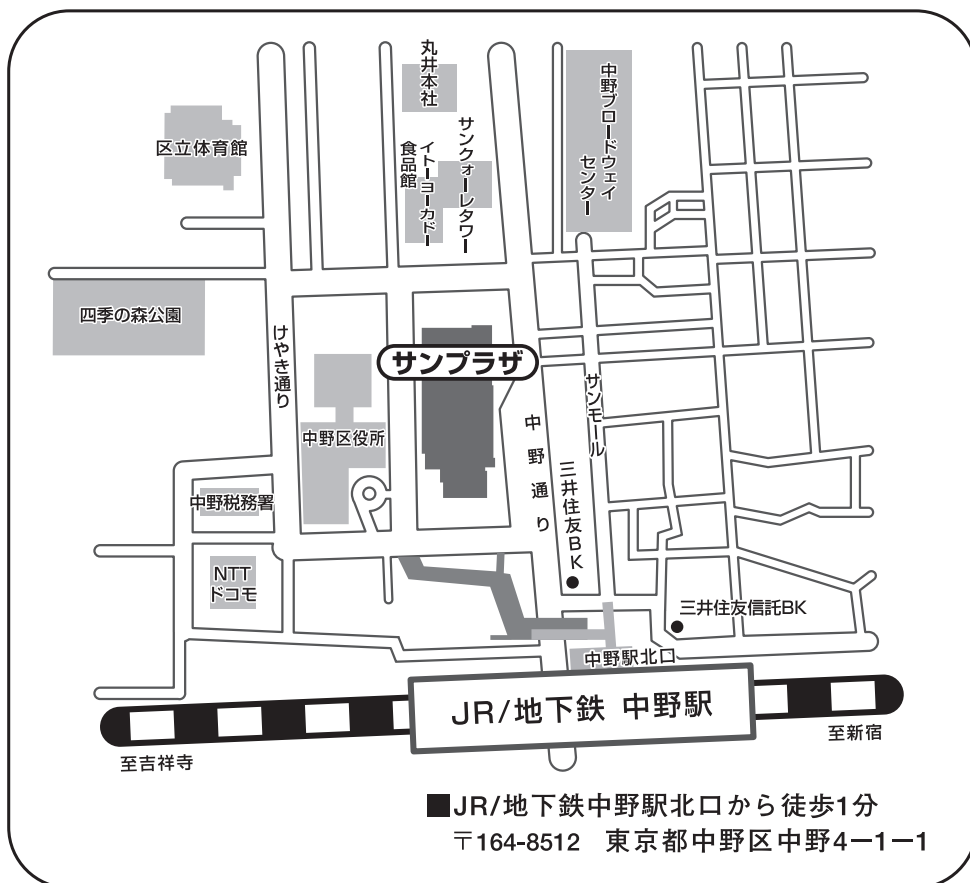 丸井本社
中野ブロードウェイ
センター
サンクォーレタワー
イトーヨーカドー
食品館
区立体育館
四季の森公園
けやき通り
サンプラザ
サンモール
中野区役所
中野通り
三井住友BK
中野税務署
NTT
ドコモ
三井住友信託BK
中野駅北口
JR/地下鉄 中野駅
至新宿
至吉祥寺
■JR/地下鉄中野駅北口から徒歩1分
〒164-8512 東京都中野区中野4ー1ー1